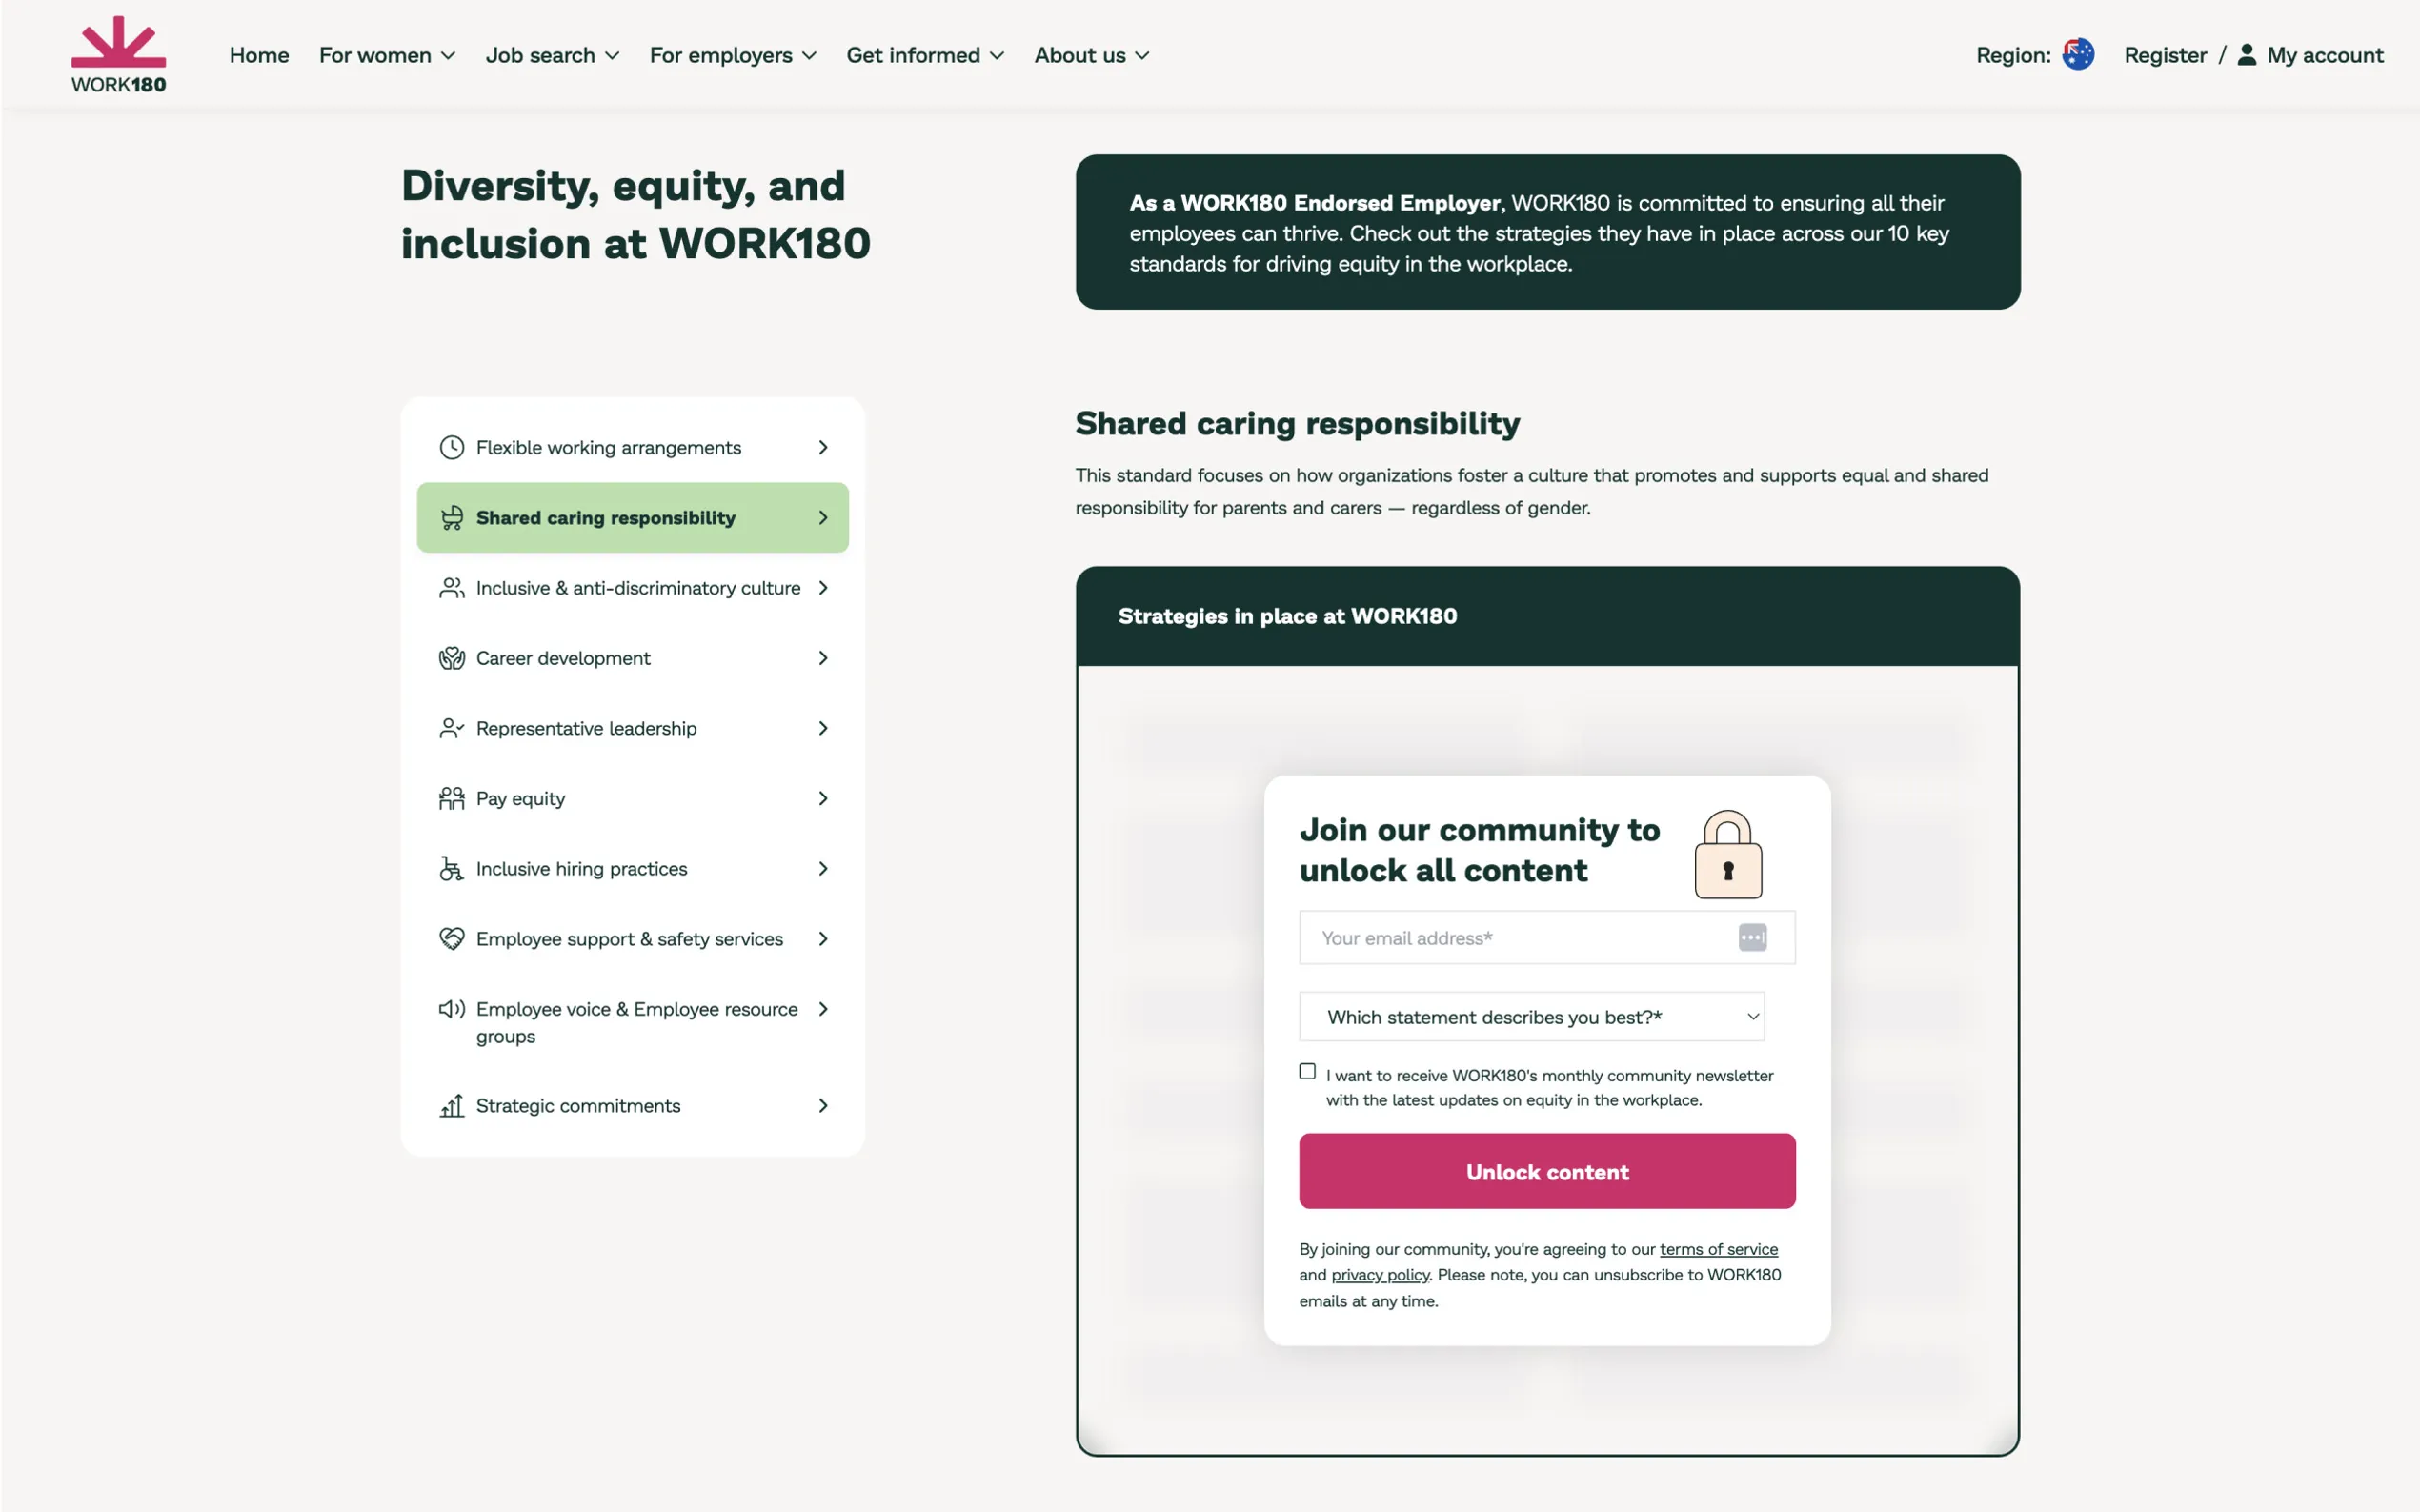 WORK180
Home
For women
Job search
For employers
Get informed
About us
Region:
Register / My account
Diversity, equity, and
inclusion at WORK180
As a WORK180 Endorsed Employer, WORK180 is committed to ensuring all their
employees can thrive. Check out the strategies they have in place across our 10 key
standards for driving equity in the workplace.
Flexible working arrangements
Shared caring responsibility
Inclusive & anti-discriminatory culture
Career development
Representative leadership
Pay equity
Inclusive hiring practices
Employee support & safety services
Employee voice & Employee resource
groups
Strategic commitments
Shared caring responsibility
This standard focuses on how organizations foster a culture that promotes and supports equal and shared
responsibility for parents and carers — regardless of gender.
Strategies in place at WORK180
Join our community to
unlock all content
Your email address*
Which statement describes you best?*
I want to receive WORK180's monthly community newsletter
with the latest updates on equity in the workplace.
Unlock content
By joining our community, you're agreeing to our terms of service
and privacy policy. Please note, you can unsubscribe to WORK180
emails at any time.